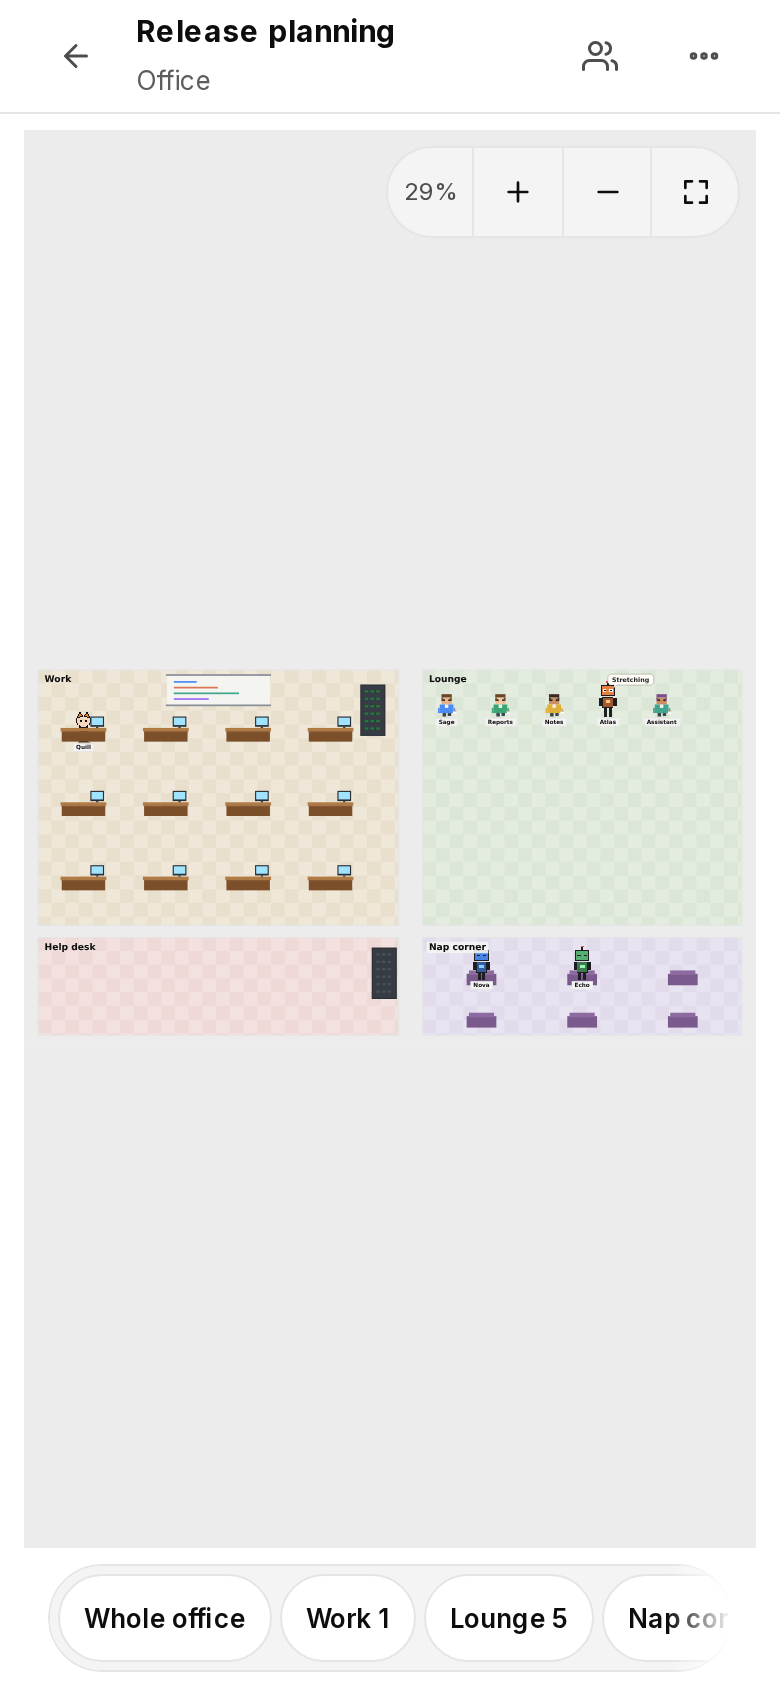 Release planning
Office
29%
Work
Quill
Lounge
Stretching
Sage
Reports
Notes
Atlas
Assistant
Help desk
Nap corner
Nova
Echo
Whole office
Work 1
Lounge 5
Nap cor